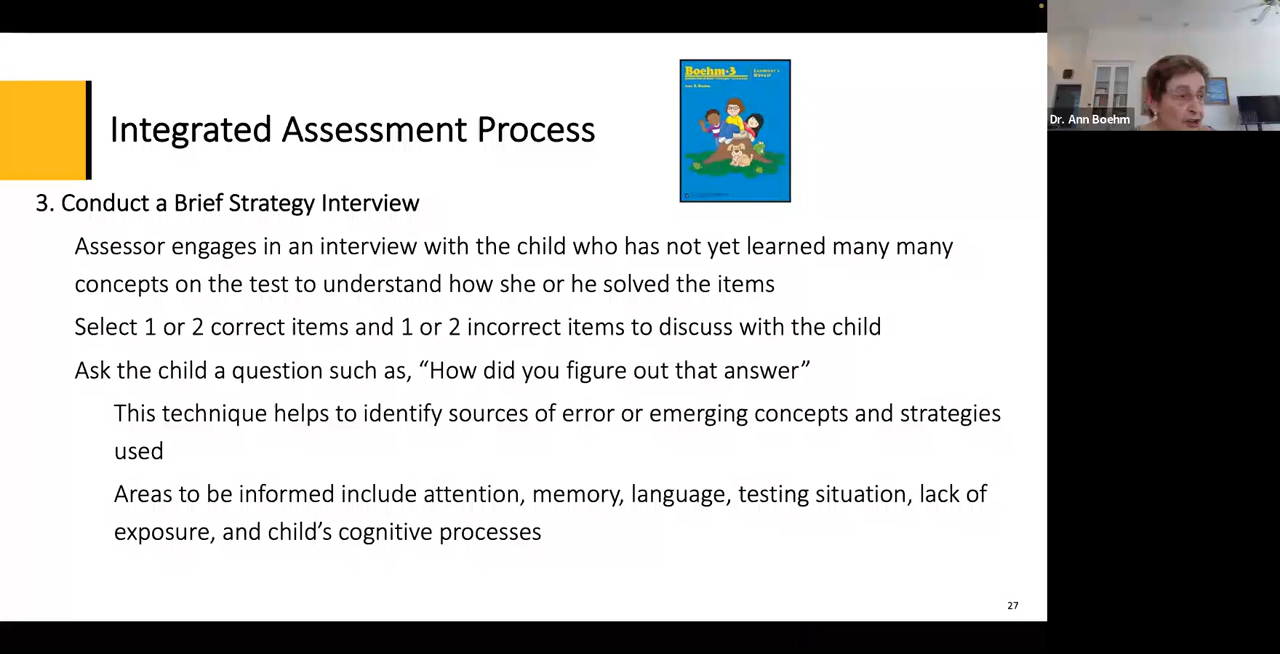 Integrated Assessment Process
Boehm-3
3. Conduct a Brief Strategy Interview
Assessor engages in an interview with the child who has not yet learned many many
concepts on the test to understand how she or he solved the items
Select 1 or 2 correct items and 1 or 2 incorrect items to discuss with the child
Ask the child a question such as, “How did you figure out that answer”
This technique helps to identify sources of error or emerging concepts and strategies
used
Areas to be informed include attention, memory, language, testing situation, lack of
exposure, and child’s cognitive processes
27
Dr. Ann Boehm